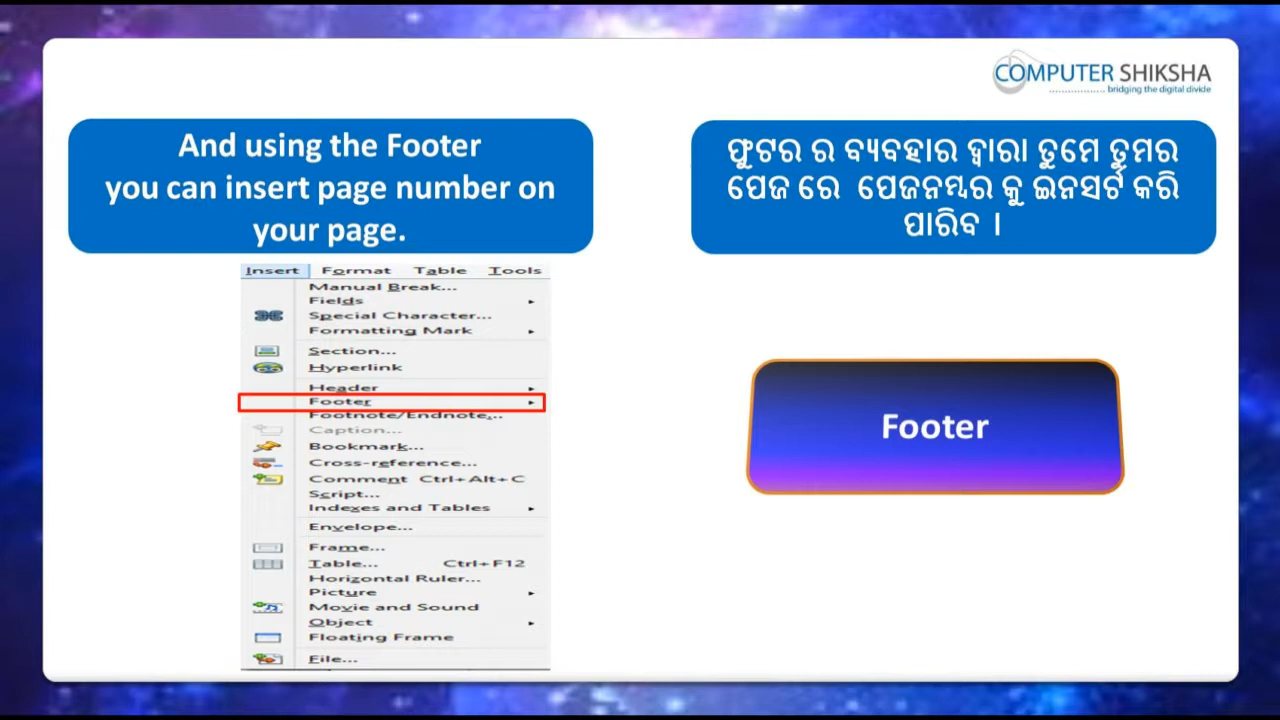 COMPUTER SHIKSHA
bridging the digital divide
And using the Footer
you can insert page number on
your page.
ଫୁଟର ର ବ୍ୟବହାର ଦ୍ଵାରା ତୁମେ ତୁମର
ପେଜ ରେ ପେଜନମ୍ବର କୁ ଇନସର୍ଟ କରି
ପାରିବ ।
Insert Format Table Tools
Manual Break...
Fields
Special Character...
Formatting Mark
Section...
Hyperlink
Header
Footer
Footnote/Endnote...
Caption...
Bookmark...
Cross-reference...
Comment Ctrl+Alt+C
Script...
Indexes and Tables
Envelope...
Frame...
Table... Ctrl+F12
Horizontal Ruler...
Picture
Movie and Sound
Object
Floating Frame
File...
Footer